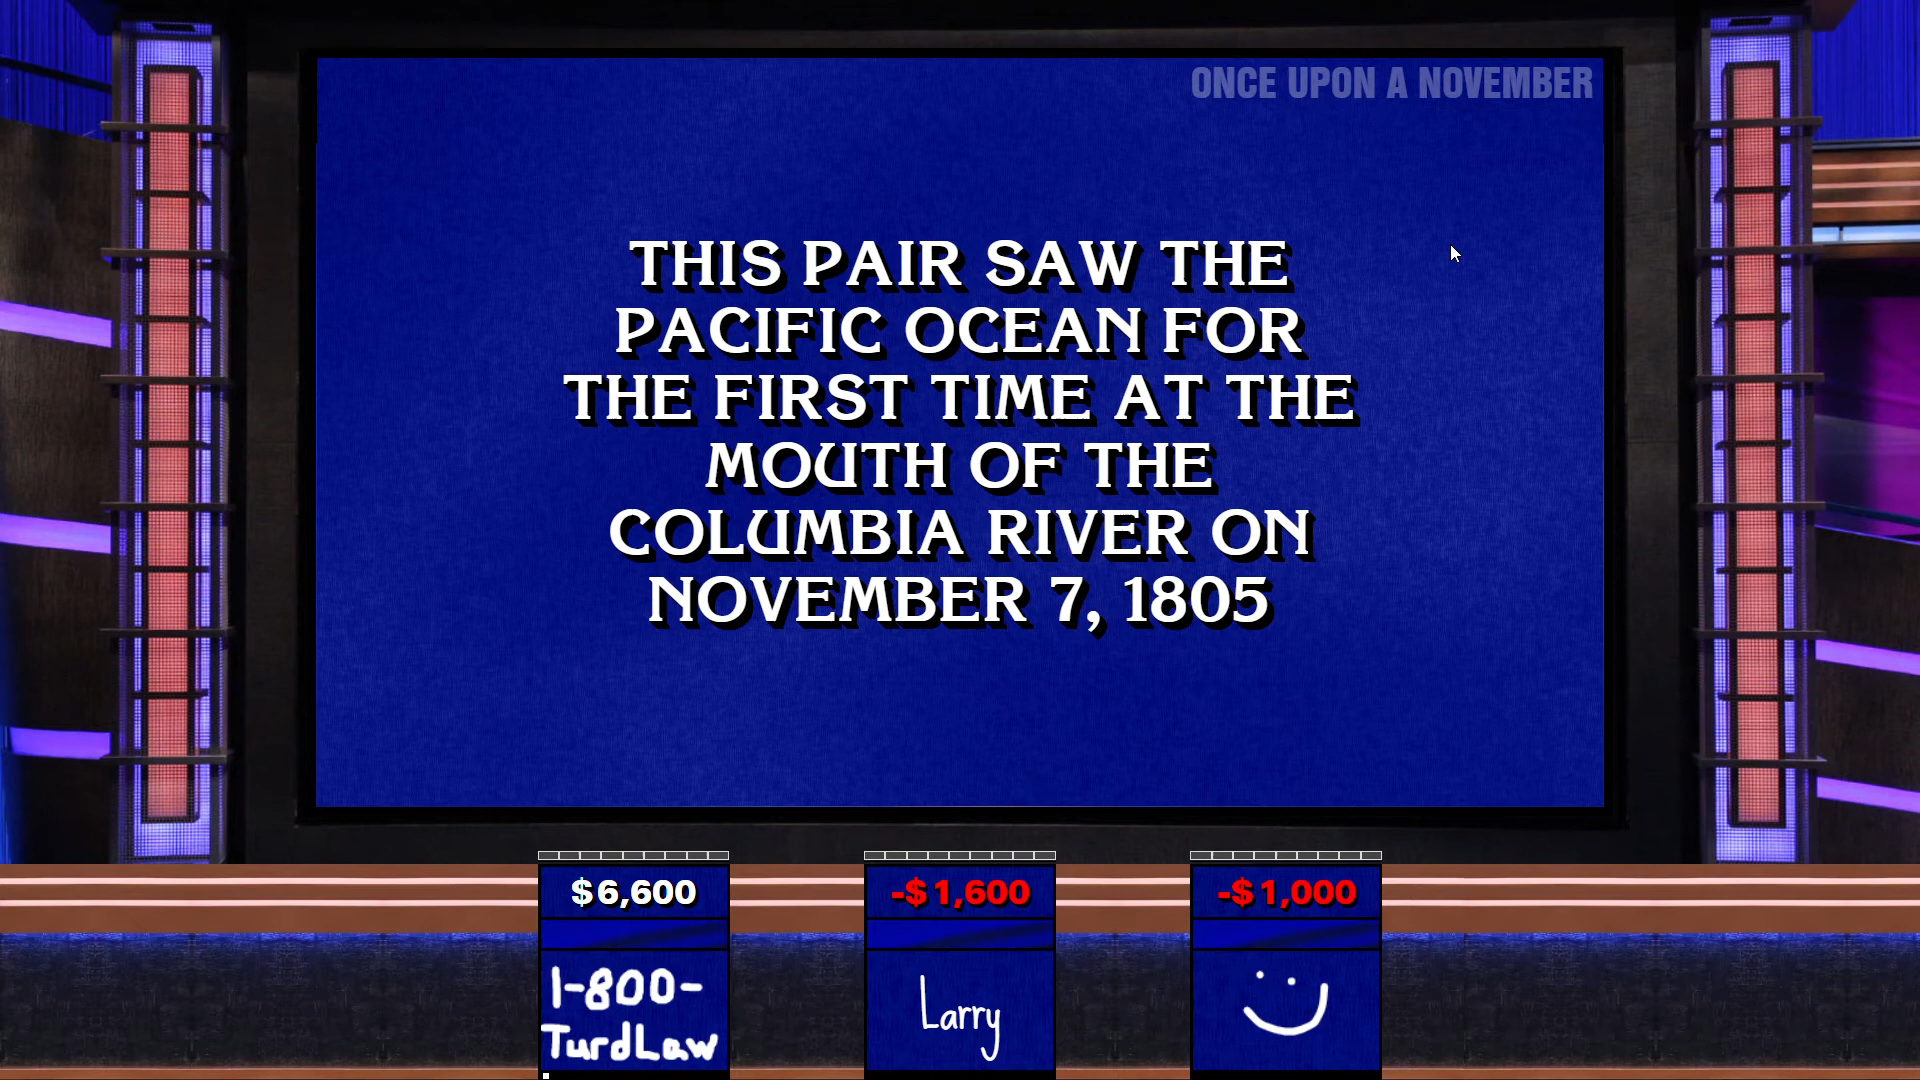 ONCE UPON A NOVEMBER
THIS PAIR SAW THE
PACIFIC OCEAN FOR
THE FIRST TIME AT THE
MOUTH OF THE
COLUMBIA RIVER ON
NOVEMBER 7, 1805
$6,600
-$1,600
-$1,000
1-800-
TurdLaw
Larry